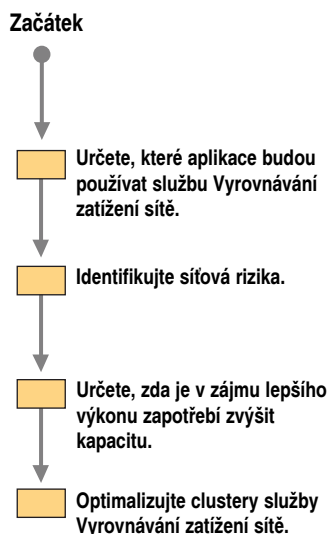 Začátek
Určete, které aplikace budou
používat službu Vyrovnávání
zatížení sítě.
Identifikujte síťová rizika.
Určete, zda je v zájmu lepšího
výkonu zapotřebí zvýšit
kapacitu.
Optimalizujte clustery služby
Vyrovnávání zatížení sítě.